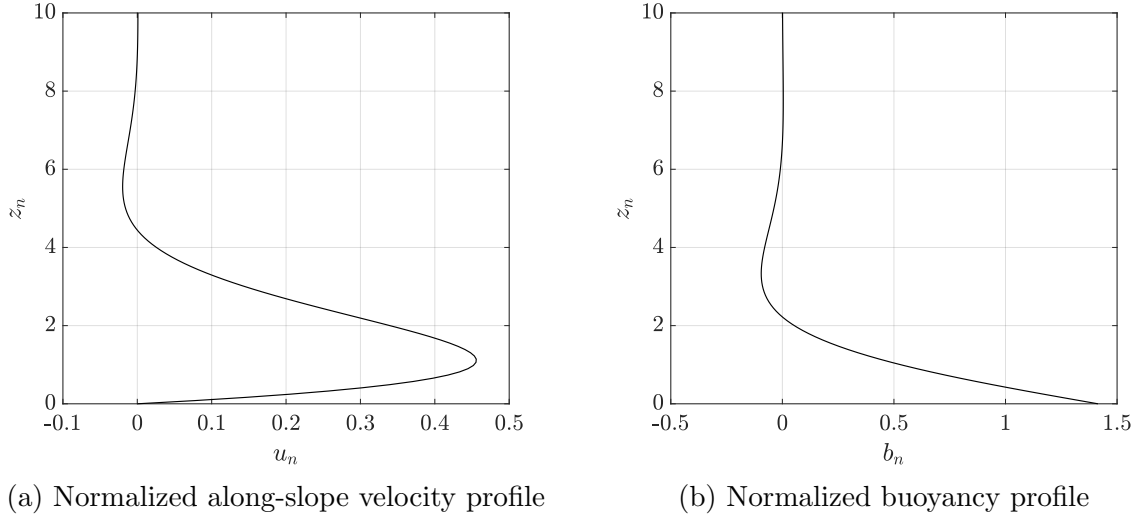 10
8
6
4
2
0
z_n
-0.1 0 0.1 0.2 0.3 0.4 0.5
u_n
(a) Normalized along-slope velocity profile
10
8
6
4
2
0
z_n
-0.5 0 0.5 1 1.5
b_n
(b) Normalized buoyancy profile